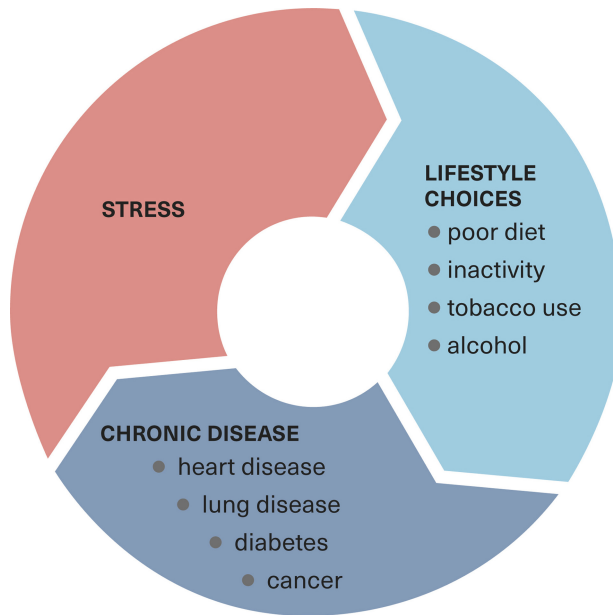 STRESS
LIFESTYLE
CHOICES
poor diet
inactivity
tobacco use
alcohol
CHRONIC DISEASE
heart disease
lung disease
diabetes
cancer